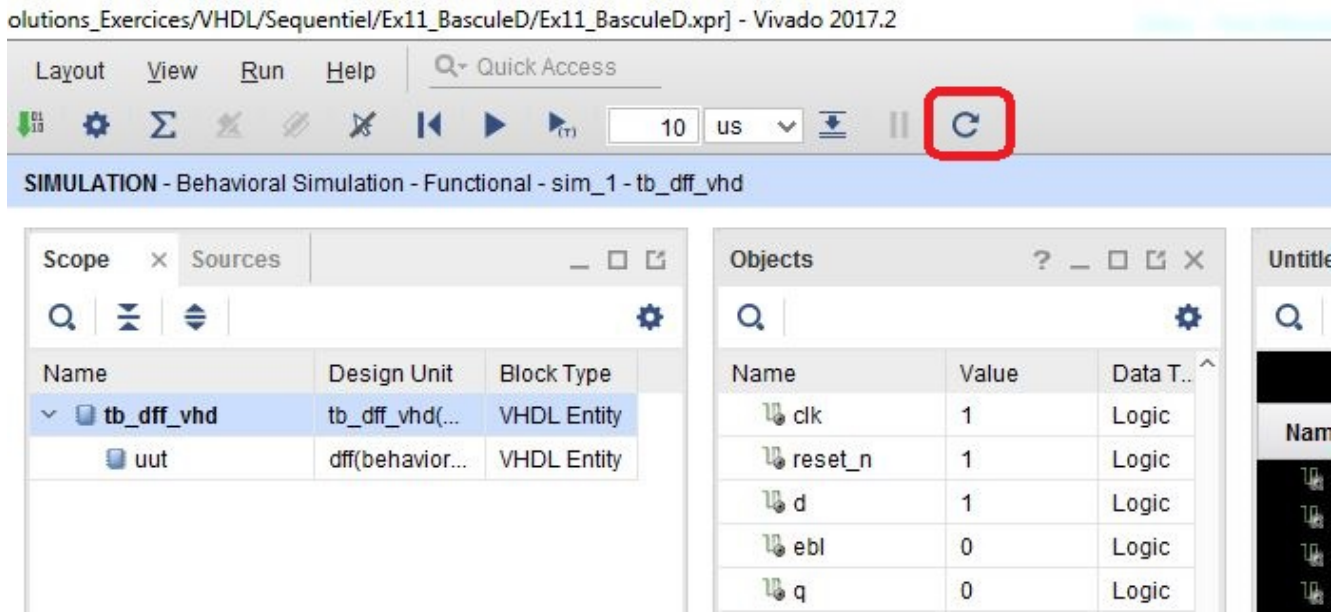 olutions_Exercices/VHDL/Sequentiel/Ex11_BasculeD/Ex11_BasculeD.xpr] - Vivado 2017.2
Layout View Run Help Quick Access
10 us
SIMULATION - Behavioral Simulation - Functional - sim_1 - tb_dff_vhd
Scope Sources
Objects
Untitle
Name Design Unit Block Type
tb_dff_vhd tb_dff_vhd(... VHDL Entity
uut dff(behavior... VHDL Entity
Name Value Data T..
clk 1 Logic
reset_n 1 Logic
d 1 Logic
ebl 0 Logic
q 0 Logic
Nam